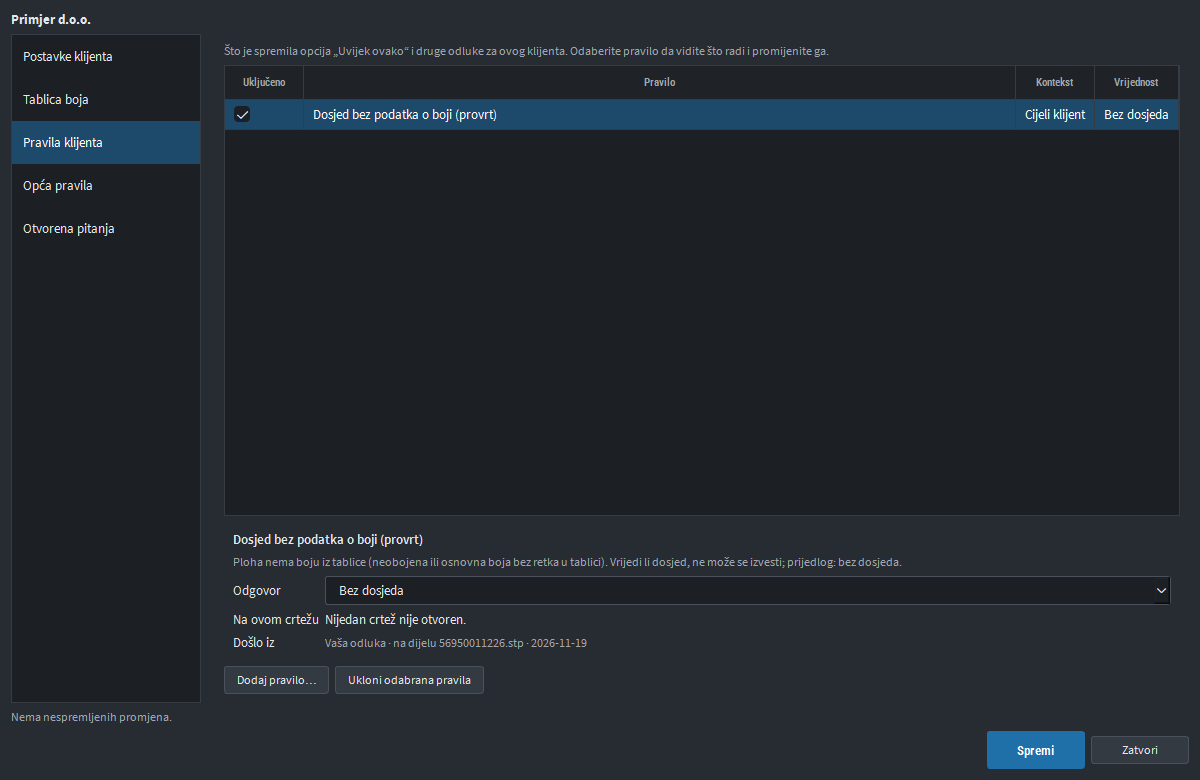 Primjer d.o.o.
Postavke klijenta
Tablica boja
Pravila klijenta
Opća pravila
Otvorena pitanja
Nema nespremljenih promjena.
Što je spremila opcija „Uvijek ovako“ i druge odluke za ovog klijenta. Odaberite pravilo da vidite što radi i promijenite ga.
Uključeno Pravilo Kontekst Vrijednost
Dosjed bez podatka o boji (provrt) Cijeli klijent Bez dosjeda
Dosjed bez podatka o boji (provrt)
Ploha nema boju iz tablice (neobojena ili osnovna boja bez retka u tablici). Vrijedi li dosjed, ne može se izvesti; prijedlog: bez dosjeda.
Odgovor Bez dosjeda
Na ovom crtežu Nijedan crtež nije otvoren.
Došlo iz Vaša odluka · na dijelu 56950011226.stp · 2026-11-19
Dodaj pravilo… Ukloni odabrana pravila
Spremi Zatvori